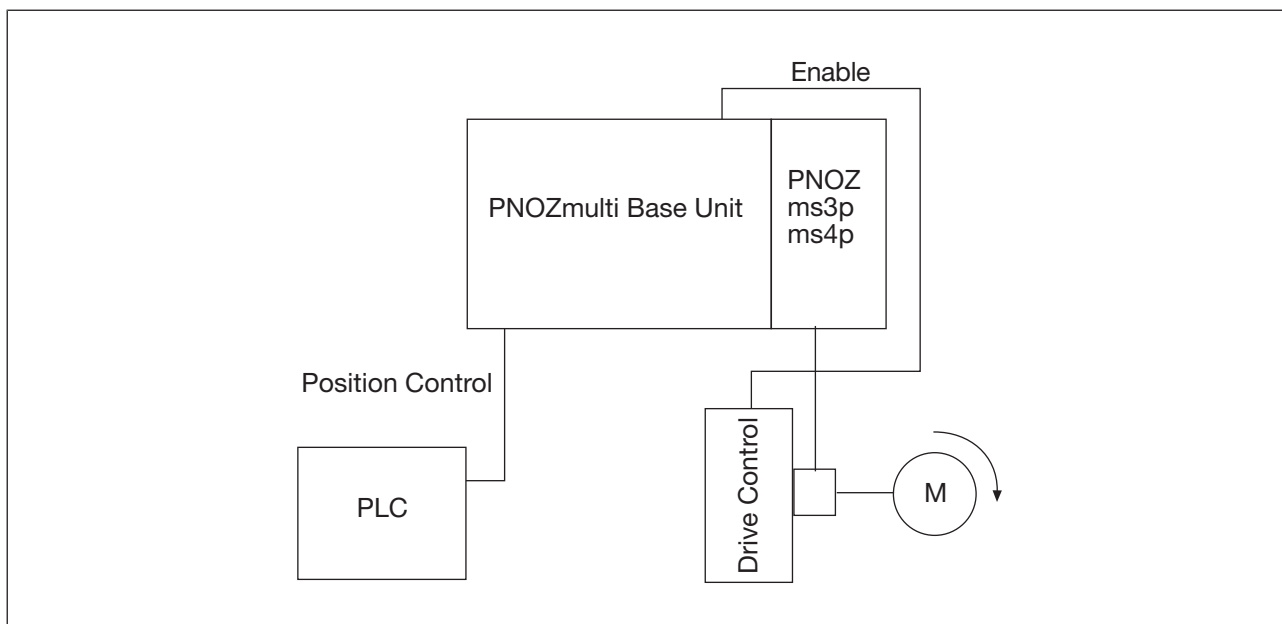 Enable
PNOZmulti Base Unit
PNOZ
ms3p
ms4p
Position Control
PLC
Drive Control
M